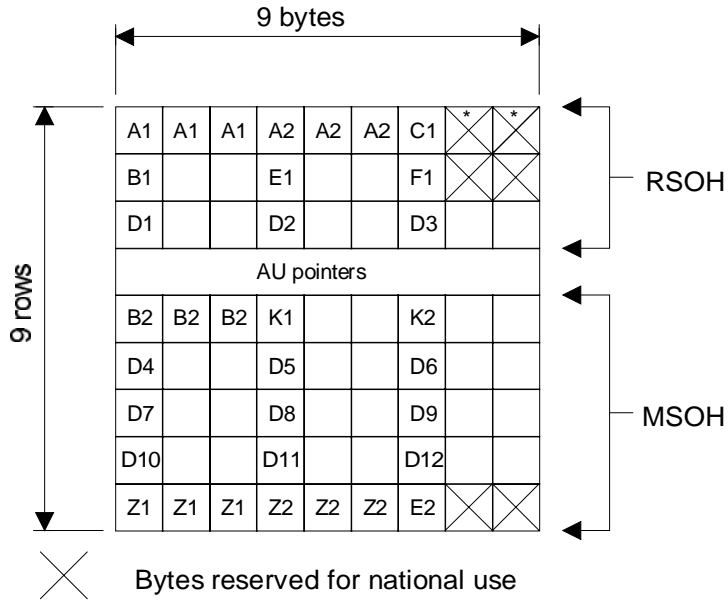 9 bytes
9 rows
A1 A1 A1 A2 A2 A2 C1 * *
B1 E1 F1
D1 D2 D3
RSOH
AU pointers
B2 B2 B2 K1 K2
D4 D5 D6
D7 D8 D9
D10 D11 D12
Z1 Z1 Z1 Z2 Z2 Z2 E2
MSOH
Bytes reserved for national use